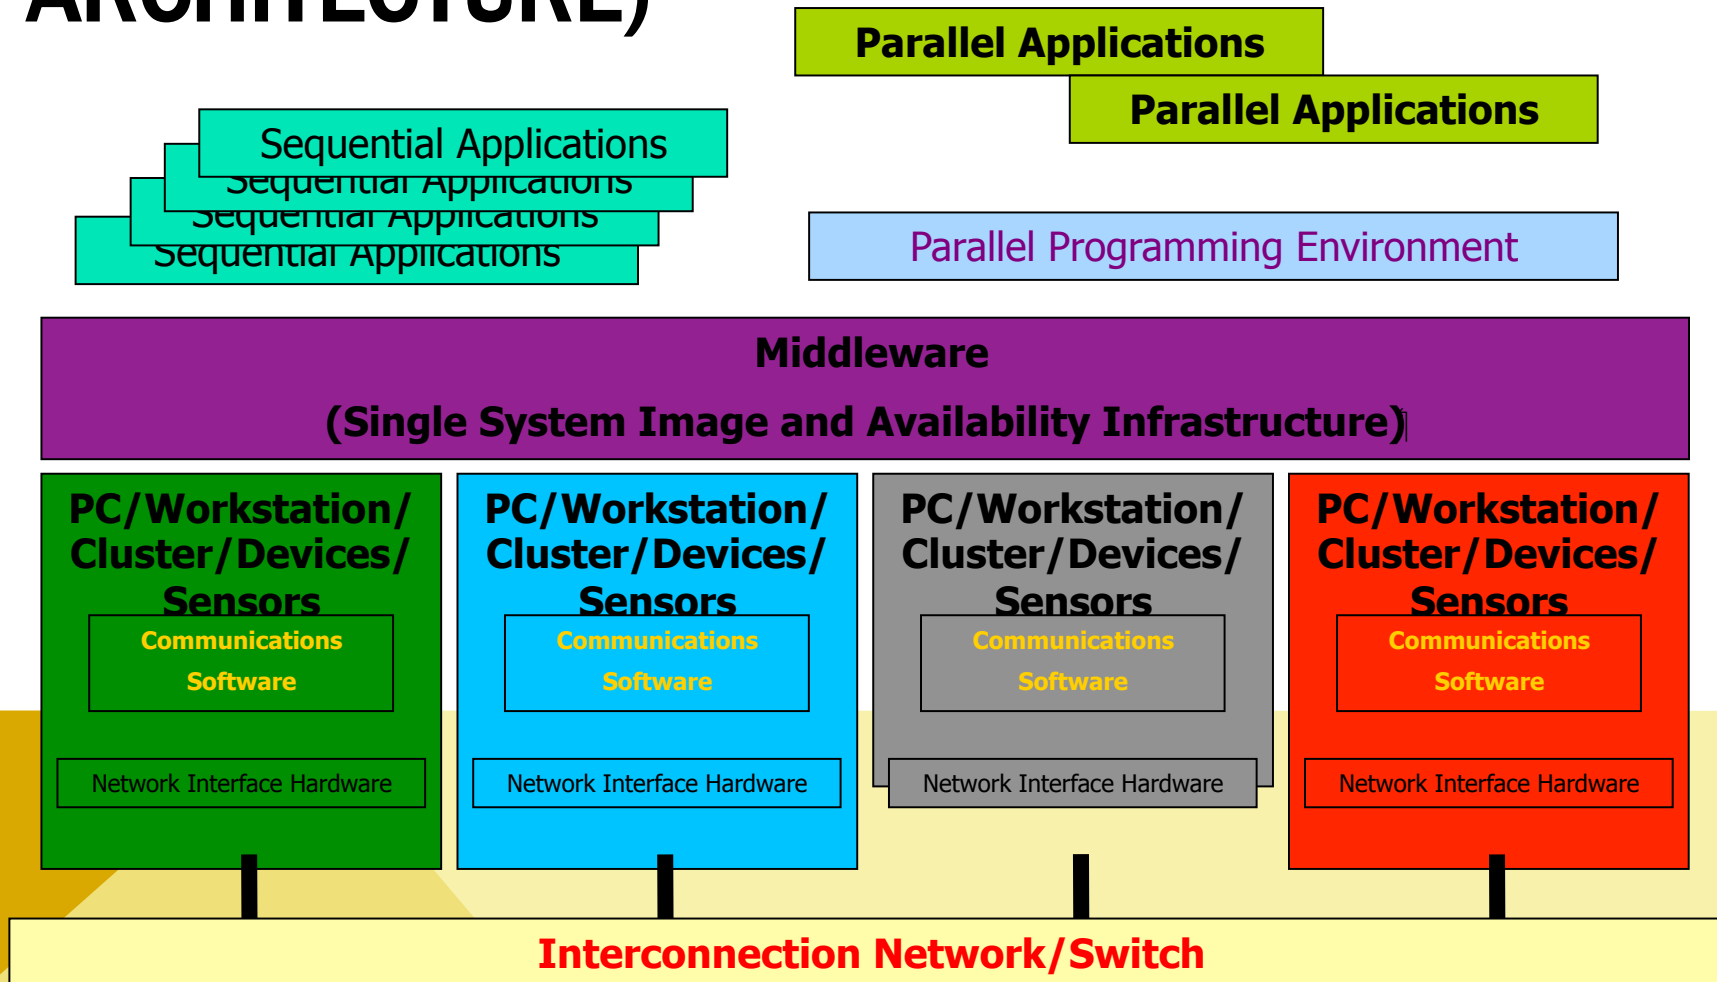 ARCHITECTURE)
Parallel Applications
Parallel Applications
Sequential Applications
Sequential Applications
Sequential Applications
Sequential Applications
Parallel Programming Environment
Middleware
(Single System Image and Availability Infrastructure)
PC/Workstation/
Cluster/Devices/
Sensors
Communications
Software
Network Interface Hardware
PC/Workstation/
Cluster/Devices/
Sensors
Communications
Software
Network Interface Hardware
PC/Workstation/
Cluster/Devices/
Sensors
Communications
Software
Network Interface Hardware
PC/Workstation/
Cluster/Devices/
Sensors
Communications
Software
Network Interface Hardware
Interconnection Network/Switch